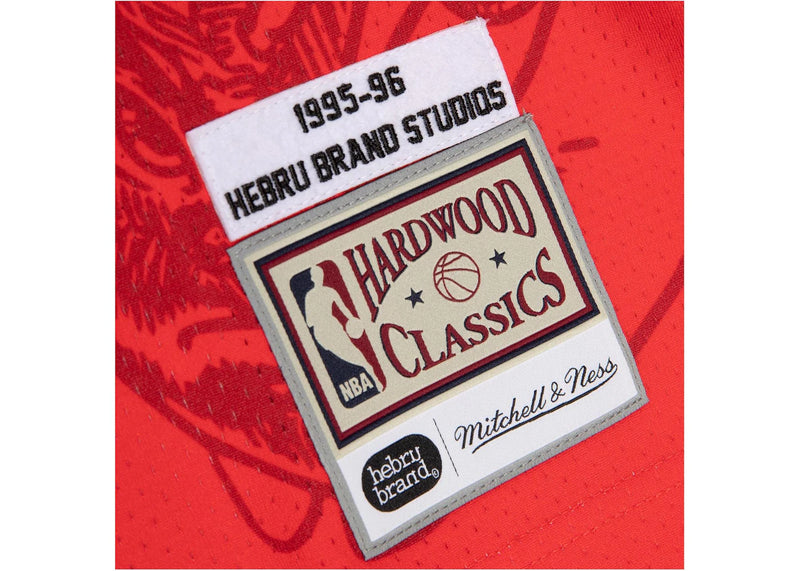 1995-96
HEBRU BRAND STUDIOS
HARDWOOD
CLASSICS
NBA
hebru
brand©
Mitchell & Ness